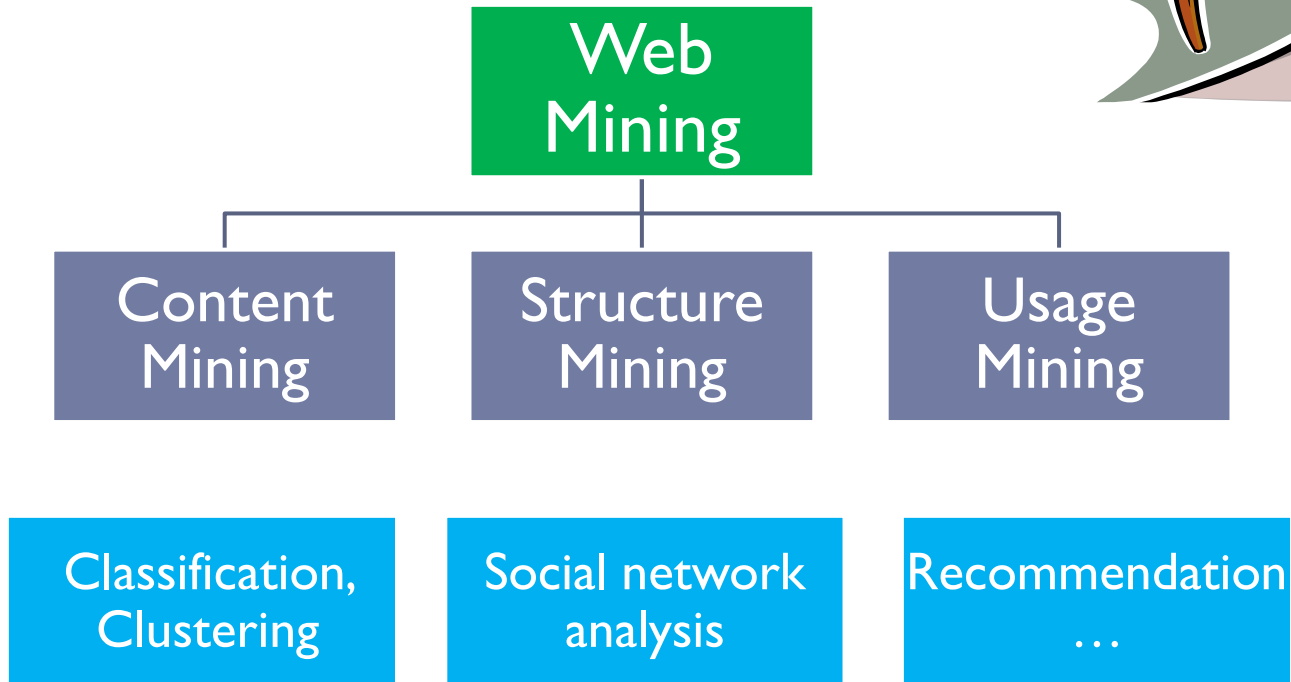 Web
Mining
Content
Mining
Structure
Mining
Usage
Mining
Classification,
Clustering
Social network
analysis
Recommendation
…